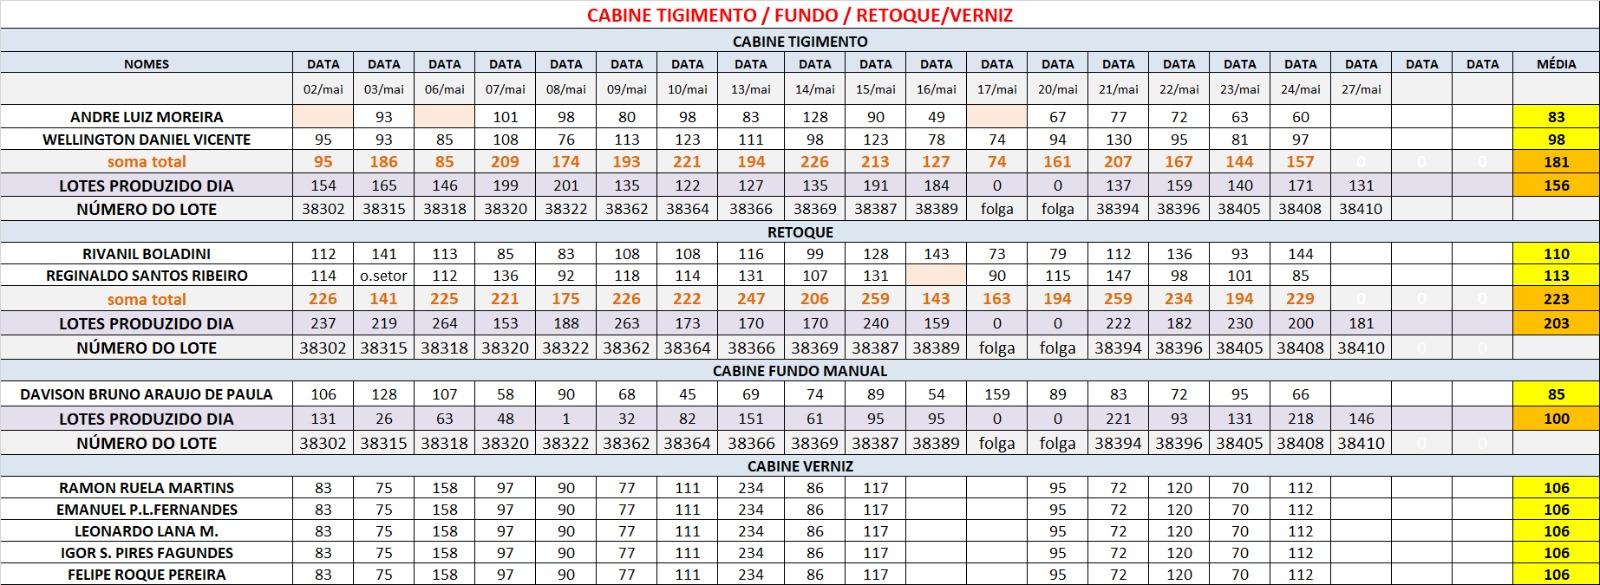 CABINE TIGIMENTO / FUNDO / RETOQUE/VERNIZ
CABINE TIGIMENTO
NOMES DATA DATA DATA DATA DATA DATA DATA DATA DATA DATA DATA DATA DATA DATA DATA DATA DATA DATA DATA DATA MÉDIA
02/mai 03/mai 06/mai 07/mai 08/mai 09/mai 10/mai 13/mai 14/mai 15/mai 16/mai 17/mai 20/mai 21/mai 22/mai 23/mai 24/mai 27/mai
ANDRE LUIZ MOREIRA 93 101 98 80 98 83 128 90 49 67 77 72 63 60 83
WELLINGTON DANIEL VICENTE 95 93 85 108 76 113 123 111 98 123 78 74 94 130 95 81 97 98
soma total 95 186 85 209 174 193 221 194 226 213 127 74 161 207 167 144 157 0 0 0 181
LOTES PRODUZIDO DIA 154 165 146 199 201 135 122 127 135 191 184 0 0 137 159 140 171 131 156
NÚMERO DO LOTE 38302 38315 38318 38320 38322 38362 38364 38366 38369 38387 38389 folga folga 38394 38396 38405 38408 38410
RETOQUE
RIVANIL BOLADINI 112 141 113 85 83 108 108 116 99 128 143 73 79 112 136 93 144 110
REGINALDO SANTOS RIBEIRO 114 o.setor 112 136 92 118 114 131 107 131 90 115 147 98 101 85 113
soma total 226 141 225 221 175 226 222 247 206 259 143 163 194 259 234 194 229 0 0 0 223
LOTES PRODUZIDO DIA 237 219 264 153 188 263 173 170 170 240 159 0 0 222 182 230 200 181 203
NÚMERO DO LOTE 38302 38315 38318 38320 38322 38362 38364 38366 38369 38387 38389 folga folga 38394 38396 38405 38408 38410 0 0
CABINE FUNDO MANUAL
DAVISON BRUNO ARAUJO DE PAULA 106 128 107 58 90 68 45 69 74 89 54 159 89 83 72 95 66 85
LOTES PRODUZIDO DIA 131 26 63 48 1 32 82 151 61 95 95 0 0 221 93 131 218 146 100
NÚMERO DO LOTE 38302 38315 38318 38320 38322 38362 38364 38366 38369 38387 38389 folga folga 38394 38396 38405 38408 38410 0 0
CABINE VERNIZ
RAMON RUELA MARTINS 83 75 158 97 90 77 111 234 86 117 95 72 120 70 112 106
EMANUEL P.L.FERNANDES 83 75 158 97 90 77 111 234 86 117 95 72 120 70 112 106
LEONARDO LANA M. 83 75 158 97 90 77 111 234 86 117 95 72 120 70 112 106
IGOR S. PIRES FAGUNDES 83 75 158 97 90 77 111 234 86 117 95 72 120 70 112 106
FELIPE ROQUE PEREIRA 83 75 158 97 90 77 111 234 86 117 95 72 120 70 112 106